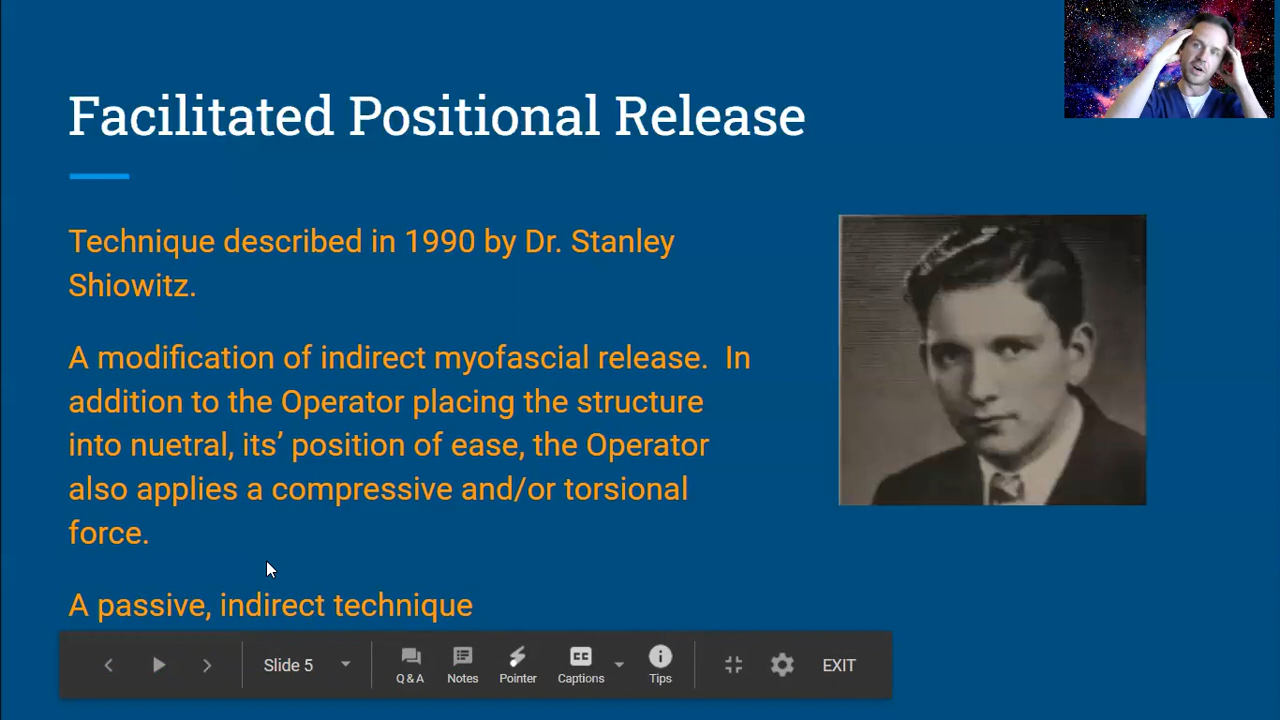 Facilitated Positional Release
Technique described in 1990 by Dr. Stanley
Shiowitz.
A modification of indirect myofascial release.  In
addition to the Operator placing the structure
into nuetral, its’ position of ease, the Operator
also applies a compressive and/or torsional
force.
A passive, indirect technique
Slide 5
Q & A
Notes
Pointer
CC
Captions
Tips
EXIT